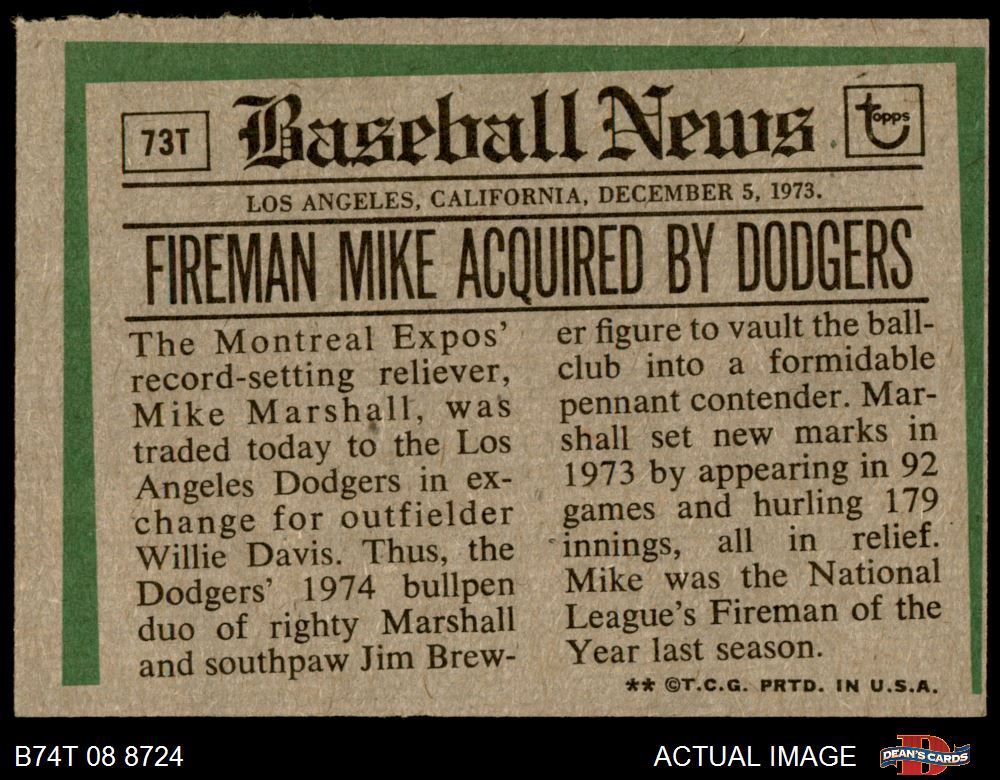 73T
Baseball News
topps
LOS ANGELES, CALIFORNIA, DECEMBER 5, 1973.
FIREMAN MIKE ACQUIRED BY DODGERS
The Montreal Expos'
record-setting reliever,
Mike Marshall, was
traded today to the Los
Angeles Dodgers in ex-
change for outfielder
Willie Davis. Thus, the
Dodgers' 1974 bullpen
duo of righty Marshall
and southpaw Jim Brew-
er figure to vault the ball-
club into a formidable
pennant contender. Mar-
shall set new marks in
1973 by appearing in 92
games and hurling 179
innings, all in relief.
Mike was the National
League's Fireman of the
Year last season.
** ©T.C.G. PRTD. IN U.S.A.
B74T 08 8724
ACTUAL IMAGE
D
DEAN'S CARDS